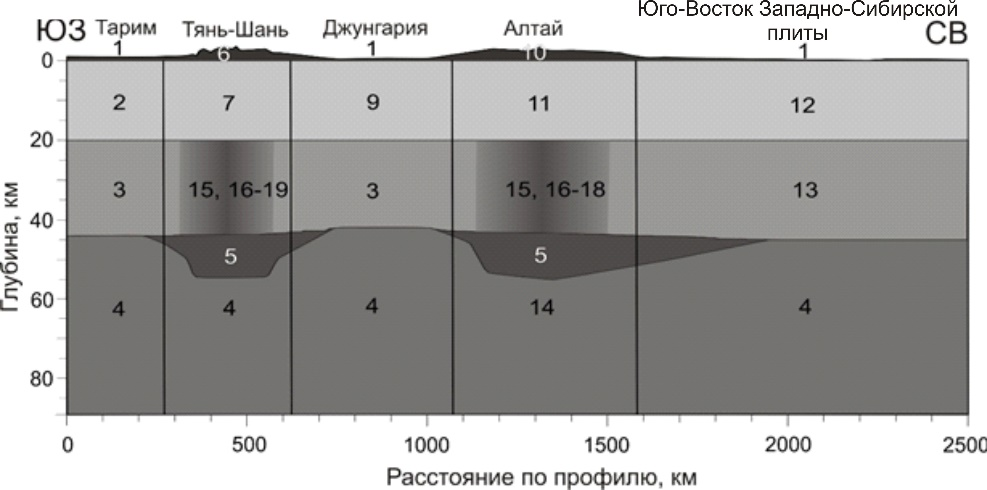 Юго-Восток Западно-Сибирской
ЮЗ Тарим Тянь-Шань Джунгария Алтай плиты СВ
1 6 1 10 1
0
2 7 9 11 12
20
3 15, 16-19 3 15, 16-18 13
40
5 5
60
4 4 4 14 4
80
0 500 1000 1500 2000 2500
Глубина, км
Расстояние по профилю, км